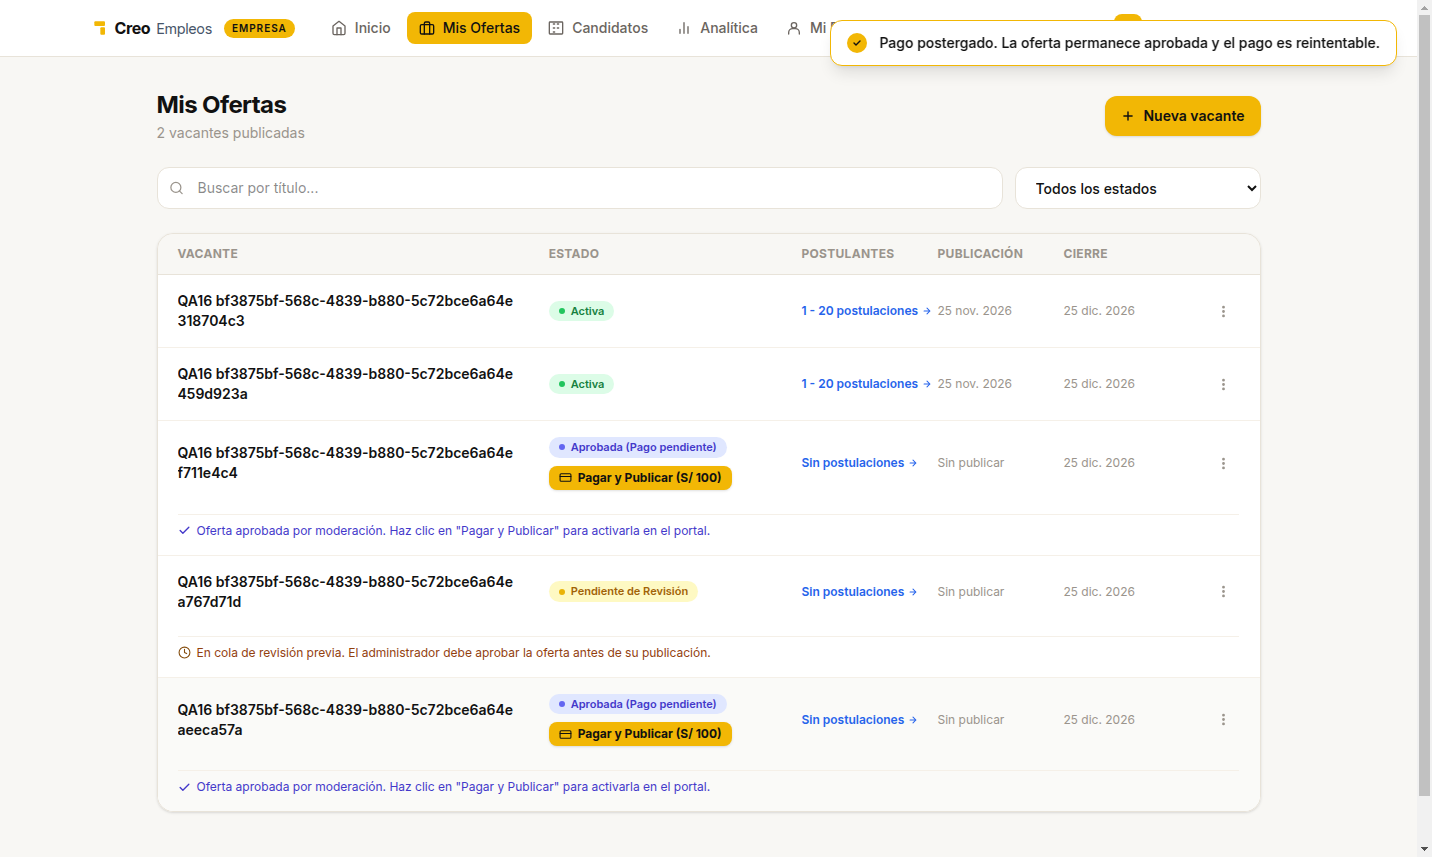 Creo Empleos EMPRESA Inicio Mis Ofertas Candidatos Analítica Mi
Pago postergado. La oferta permanece aprobada y el pago es reintentable.
Mis Ofertas
2 vacantes publicadas
+ Nueva vacante
Buscar por título...
Todos los estados
VACANTE ESTADO POSTULANTES PUBLICACIÓN CIERRE
QA16 bf3875bf-568c-4839-b880-5c72bce6a64e
318704c3
Activa
1 - 20 postulaciones → 25 nov. 2026 25 dic. 2026
QA16 bf3875bf-568c-4839-b880-5c72bce6a64e
459d923a
Activa
1 - 20 postulaciones → 25 nov. 2026 25 dic. 2026
QA16 bf3875bf-568c-4839-b880-5c72bce6a64e
f711e4c4
Aprobada (Pago pendiente)
Pagar y Publicar (S/ 100)
Sin postulaciones → Sin publicar 25 dic. 2026
Oferta aprobada por moderación. Haz clic en "Pagar y Publicar" para activarla en el portal.
QA16 bf3875bf-568c-4839-b880-5c72bce6a64e
a767d71d
Pendiente de Revisión
Sin postulaciones → Sin publicar 25 dic. 2026
En cola de revisión previa. El administrador debe aprobar la oferta antes de su publicación.
QA16 bf3875bf-568c-4839-b880-5c72bce6a64e
aeeca57a
Aprobada (Pago pendiente)
Pagar y Publicar (S/ 100)
Sin postulaciones → Sin publicar 25 dic. 2026
Oferta aprobada por moderación. Haz clic en "Pagar y Publicar" para activarla en el portal.